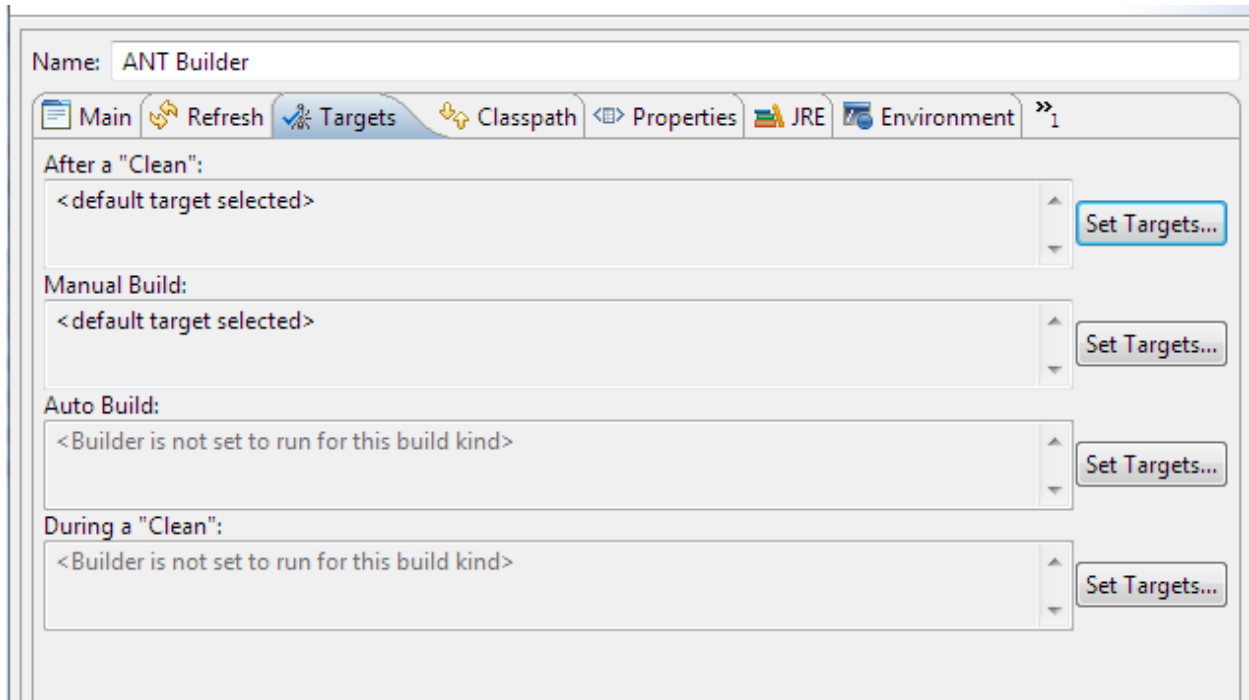 Name: ANT Builder
Main Refresh Targets Classpath Properties JRE Environment »1
After a "Clean":
<default target selected>
Set Targets...
Manual Build:
<default target selected>
Set Targets...
Auto Build:
<Builder is not set to run for this build kind>
Set Targets...
During a "Clean":
<Builder is not set to run for this build kind>
Set Targets...